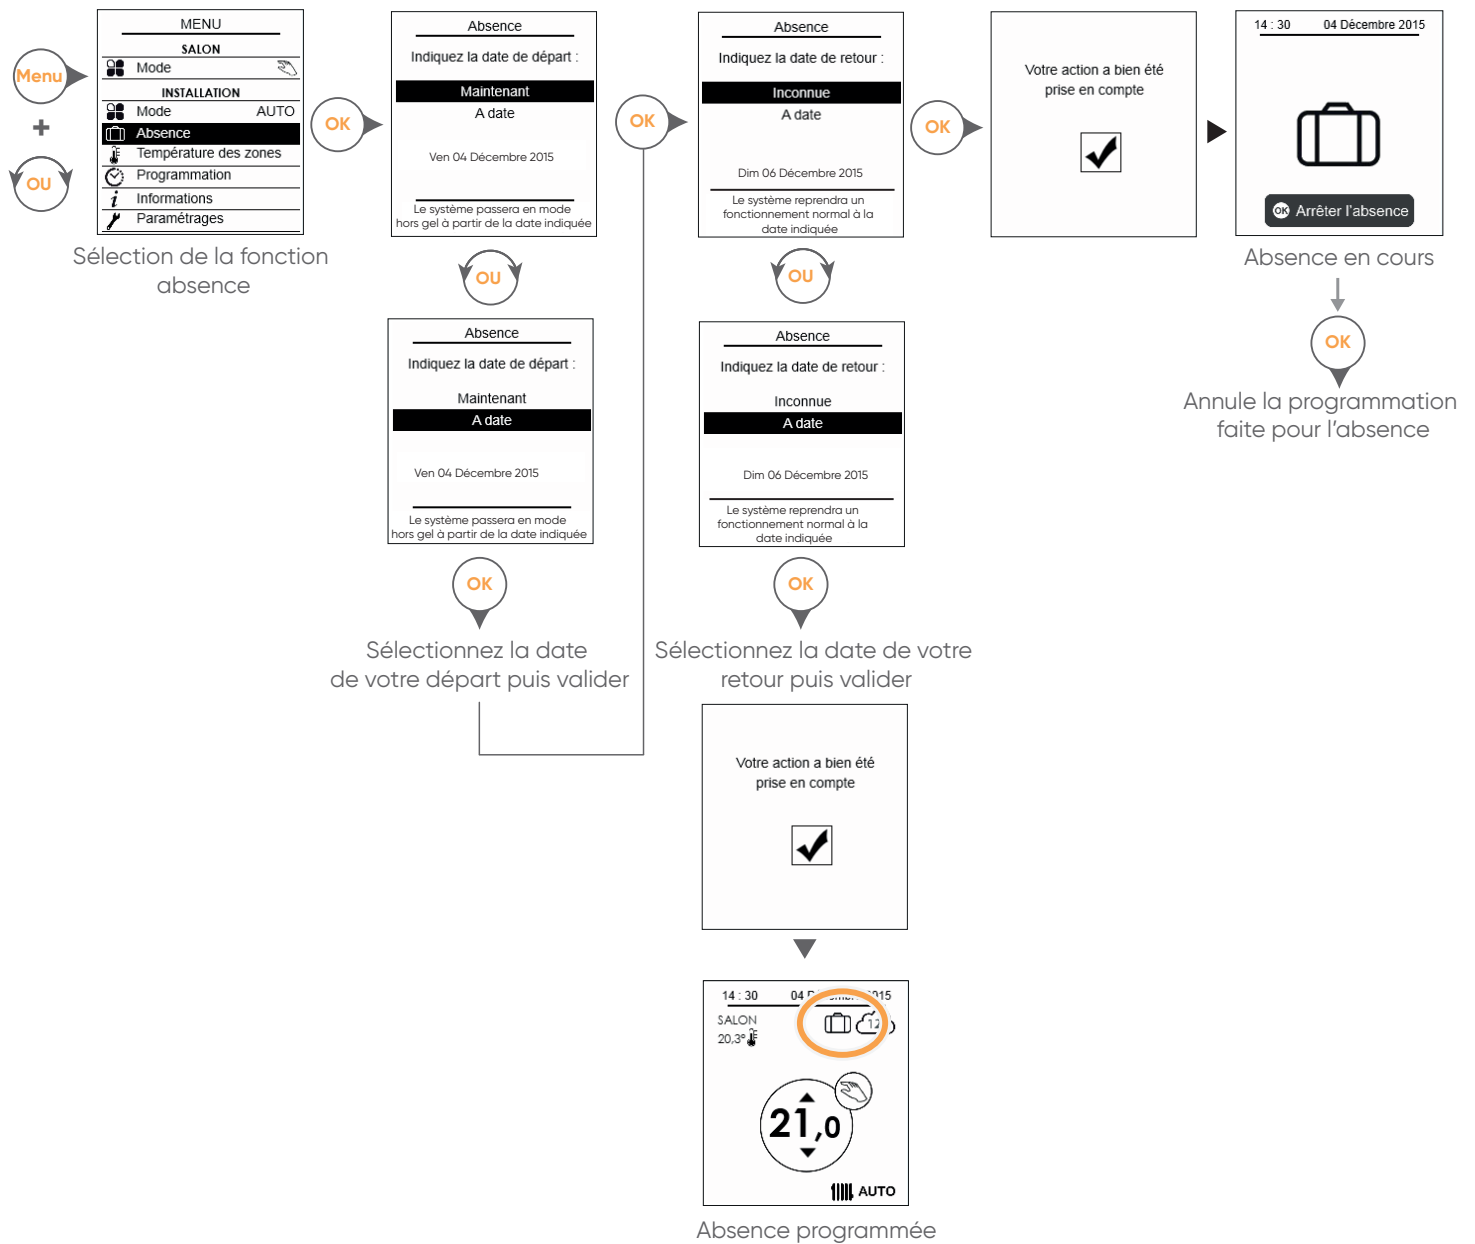 Menu
+
OU
MENU
SALON
Mode
INSTALLATION
Mode AUTO
Absence
Température des zones
Programmation
Informations
Paramétrages
Sélection de la fonction
absence
OK
Absence
Indiquez la date de départ :
Maintenant
A date
Ven 04 Décembre 2015
Le système passera en mode
hors gel à partir de la date indiquée
OU
Absence
Indiquez la date de départ :
Maintenant
A date
Ven 04 Décembre 2015
Le système passera en mode
hors gel à partir de la date indiquée
OK
Sélectionnez la date
de votre départ puis valider
OK
Absence
Indiquez la date de retour :
Inconnue
A date
Dim 06 Décembre 2015
Le système reprendra un
fonctionnement normal à la
date indiquée
OU
Absence
Indiquez la date de retour :
Inconnue
A date
Dim 06 Décembre 2015
Le système reprendra un
fonctionnement normal à la
date indiquée
OK
Sélectionnez la date de votre
retour puis valider
Votre action a bien été
prise en compte
14 : 30 04 2015
SALON
20,3°
12
21,0
AUTO
Absence programmée
OK
Votre action a bien été
prise en compte
14 : 30 04 Décembre 2015
OK Arrêter l'absence
Absence en cours
OK
Annule la programmation
faite pour l'absence